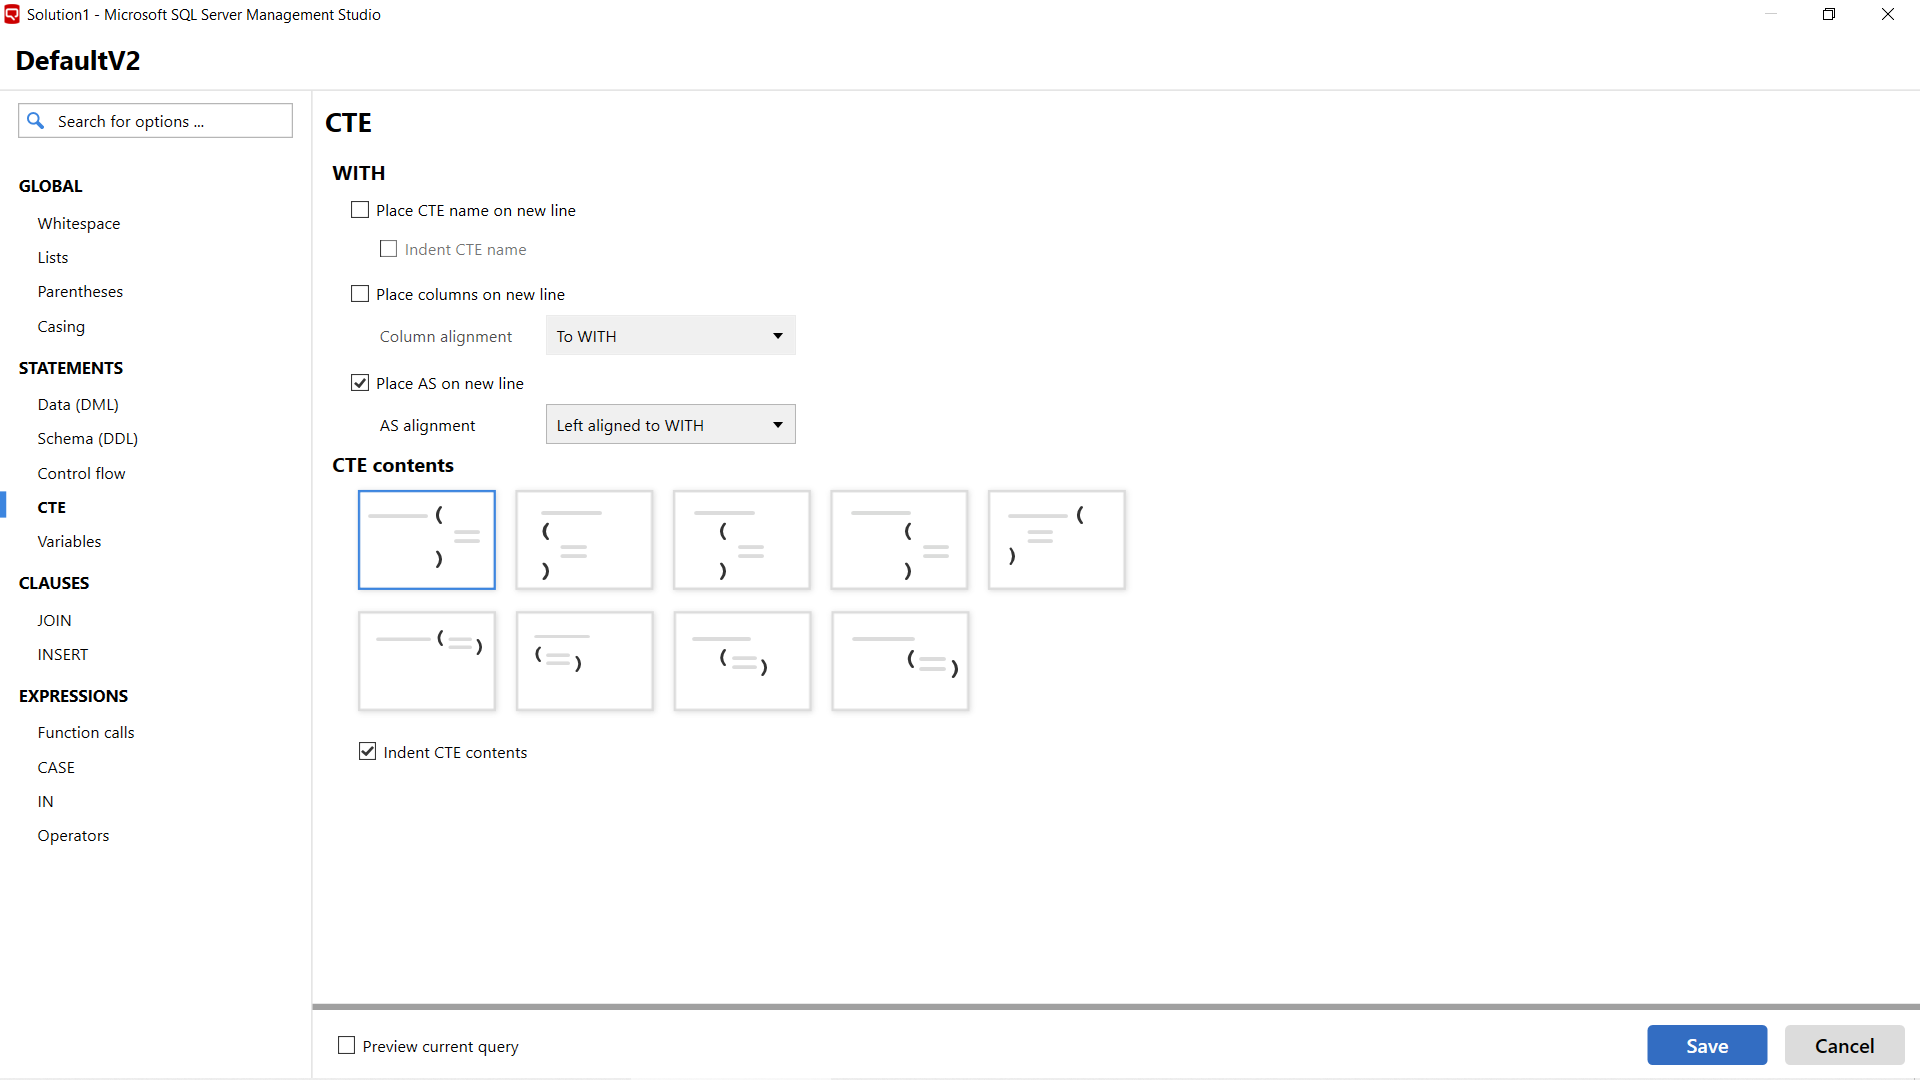 Solution1 - Microsoft SQL Server Management Studio
DefaultV2
Search for options ...
GLOBAL
Whitespace
Lists
Parentheses
Casing
STATEMENTS
Data (DML)
Schema (DDL)
Control flow
CTE
Variables
CLAUSES
JOIN
INSERT
EXPRESSIONS
Function calls
CASE
IN
Operators
CTE
WITH
Place CTE name on new line
Indent CTE name
Place columns on new line
Column alignment To WITH
Place AS on new line
AS alignment Left aligned to WITH
CTE contents
Indent CTE contents
Preview current query
Save
Cancel